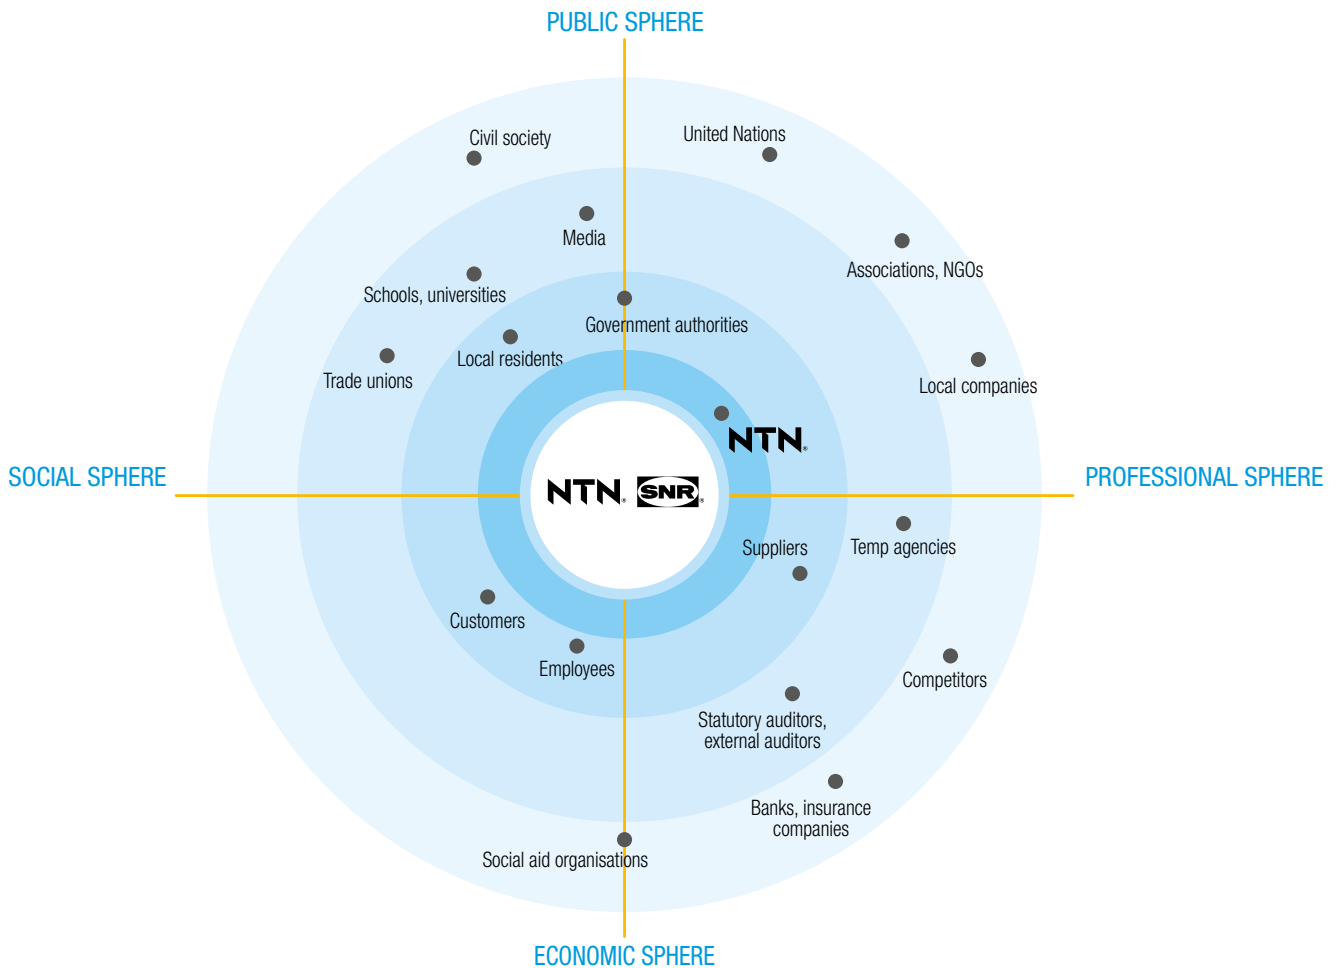 PUBLIC SPHERE
Civil society
United Nations
Media
Associations, NGOs
Schools, universities
Government authorities
Local residents
Trade unions
Local companies
NTN®
SOCIAL SPHERE
PROFESSIONAL SPHERE
NTN® SNR®
Suppliers
Temp agencies
Customers
Employees
Competitors
Statutory auditors,
external auditors
Banks, insurance
companies
Social aid organisations
ECONOMIC SPHERE